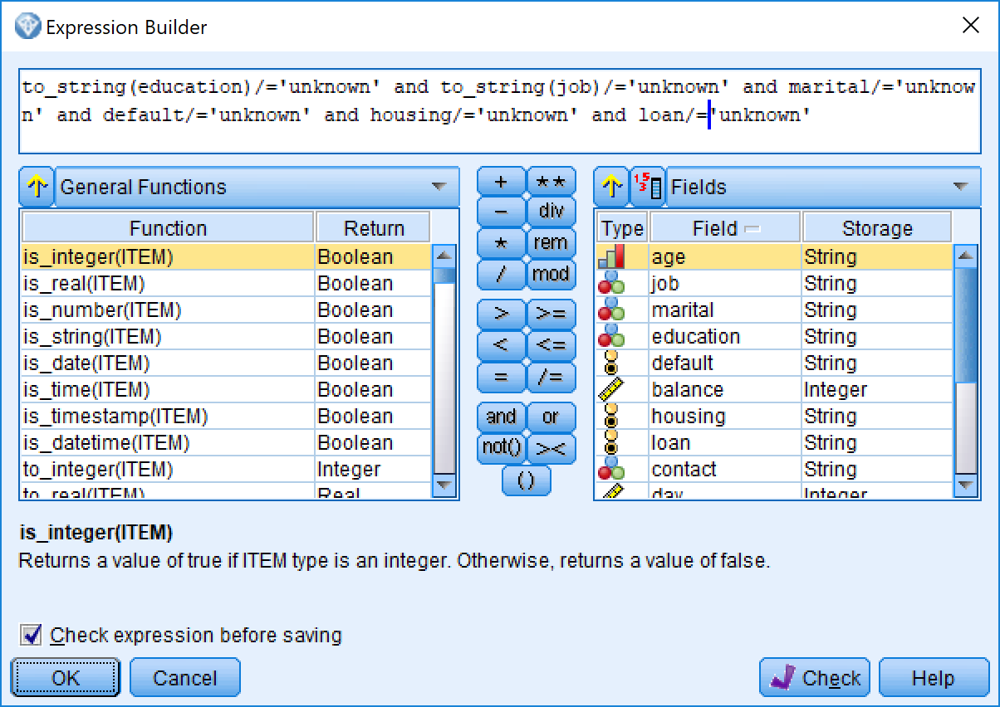 Expression Builder
to_string(education)/='unknown' and to_string(job)/='unknown' and marital/='unknow
n' and default/='unknown' and housing/='unknown' and loan/='unknown'
General Functions
Function Return
is_integer(ITEM) Boolean
is_real(ITEM) Boolean
is_number(ITEM) Boolean
is_string(ITEM) Boolean
is_date(ITEM) Boolean
is_time(ITEM) Boolean
is_timestamp(ITEM) Boolean
is_datetime(ITEM) Boolean
to_integer(ITEM) Integer
to_real(ITEM) Real
+ **
− div
* rem
/ mod
> >=
< <=
= /=
and or
not() ><
()
Fields
Type Field Storage
age String
job String
marital String
education String
default String
balance Integer
housing String
loan String
contact String
day Integer
is_integer(ITEM)
Returns a value of true if ITEM type is an integer. Otherwise, returns a value of false.
Check expression before saving
OK Cancel Check Help